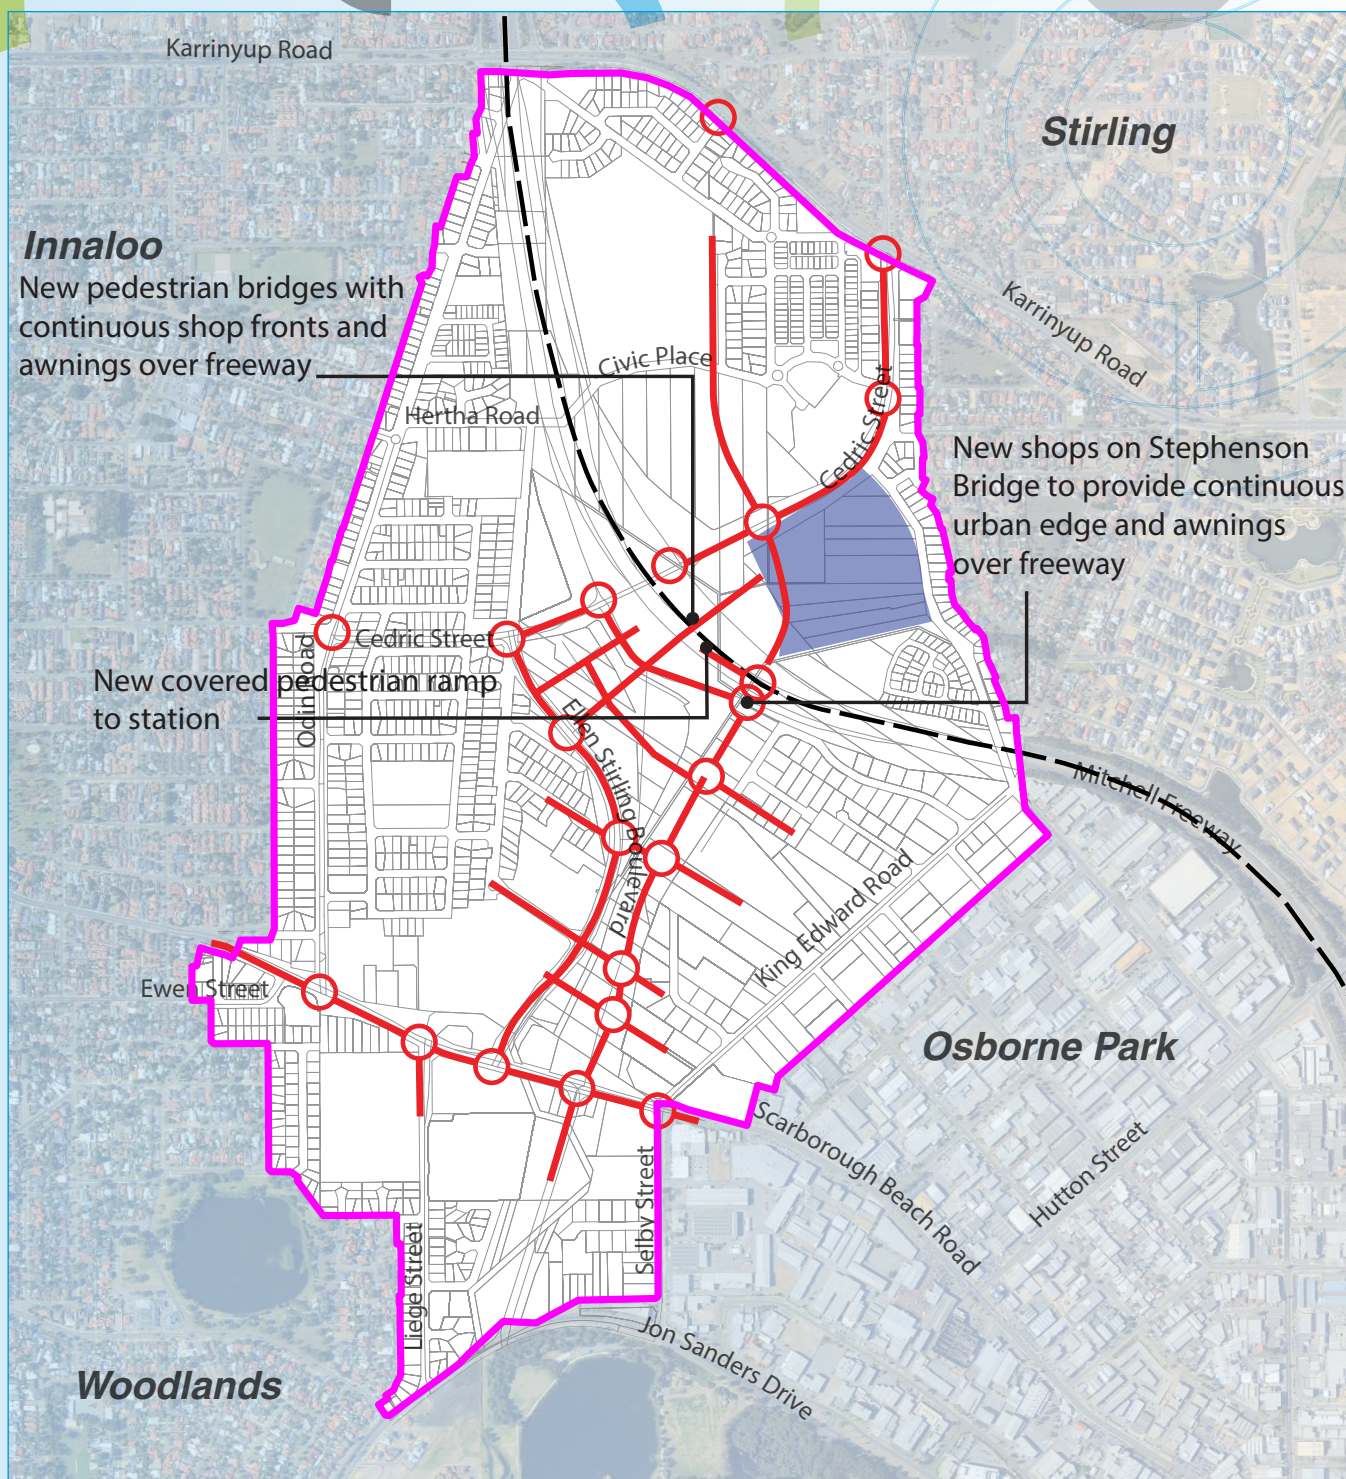 Karrinyup Road
Stirling
Innaloo
New pedestrian bridges with
continuous shop fronts and
awnings over freeway
Karrinyup Road
Civic Place
Hertha Road
Cedric Street
New shops on Stephenson
Bridge to provide continuous
urban edge and awnings
over freeway
Odin Road
Cedric Street
New covered pedestrian ramp
to station
Ellen Stirling Boulevard
Mitchell Freeway
King Edward Road
Ewen Street
Osborne Park
Scarborough Beach Road
Hutton Street
Selby Street
Liege Street
Jon Sanders Drive
Woodlands